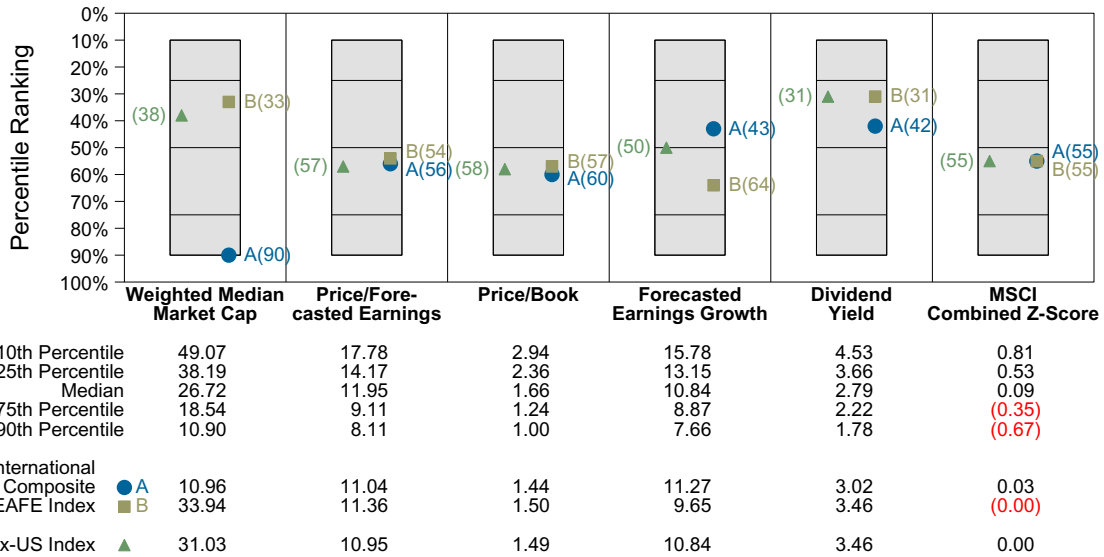 Percentile Ranking
0%
10%
20%
30%
40%
50%
60%
70%
80%
90%
100%
(38) B(33)
A(90)
(57) B(54)
A(56)
(58) B(57)
A(60)
(50) A(43)
B(64)
(31) B(31)
A(42)
(55) A(55)
B(55)
Weighted Median Market Cap
Price/Fore-casted Earnings
Price/Book
Forecasted Earnings Growth
Dividend Yield
MSCI Combined Z-Score
10th Percentile 49.07 17.78 2.94 15.78 4.53 0.81
25th Percentile 38.19 14.17 2.36 13.15 3.66 0.53
Median 26.72 11.95 1.66 10.84 2.79 0.09
75th Percentile 18.54 9.11 1.24 8.87 2.22 (0.35)
90th Percentile 10.90 8.11 1.00 7.66 1.78 (0.67)
International
Composite A 10.96 11.04 1.44 11.27 3.02 0.03
EAFE Index B 33.94 11.36 1.50 9.65 3.46 (0.00)
x-US Index 31.03 10.95 1.49 10.84 3.46 0.00